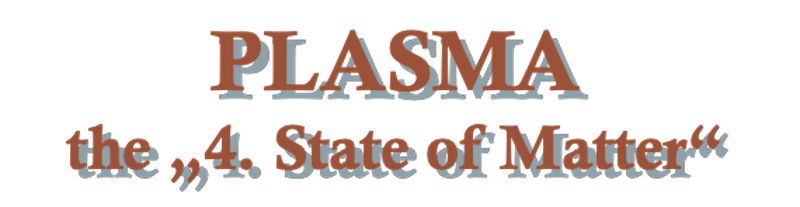 PLASMA
the „4. State of Matter“